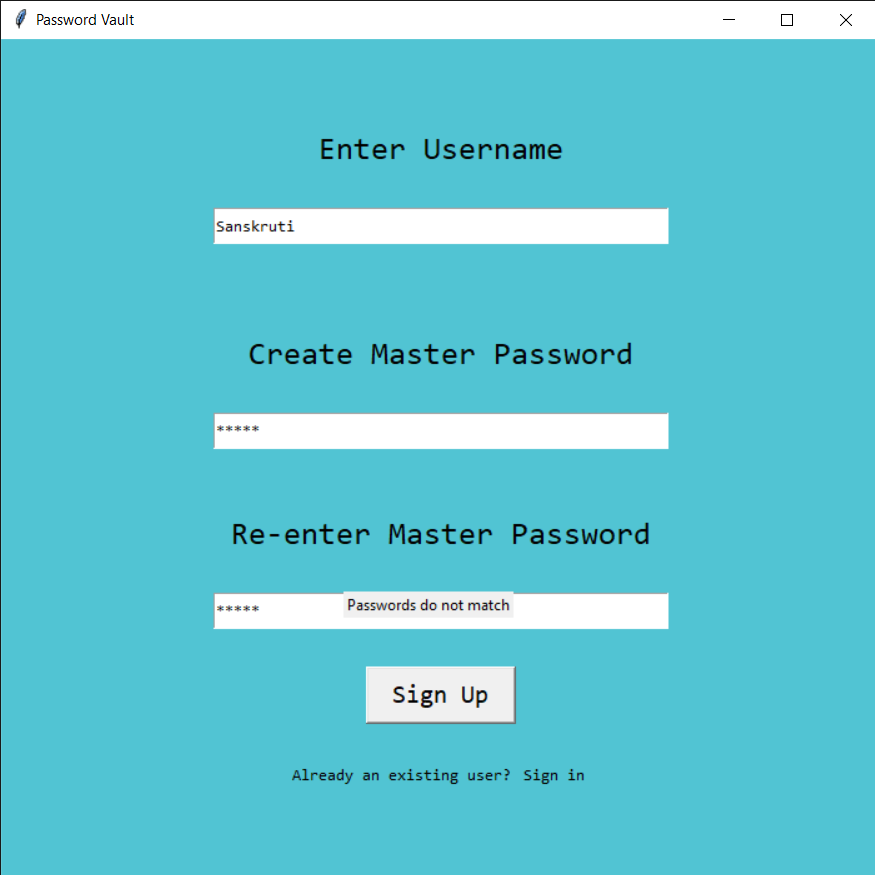 Password Vault
Enter Username
Sanskruti
Create Master Password
*****
Re-enter Master Password
*****
Passwords do not match
Sign Up
Already an existing user? Sign in